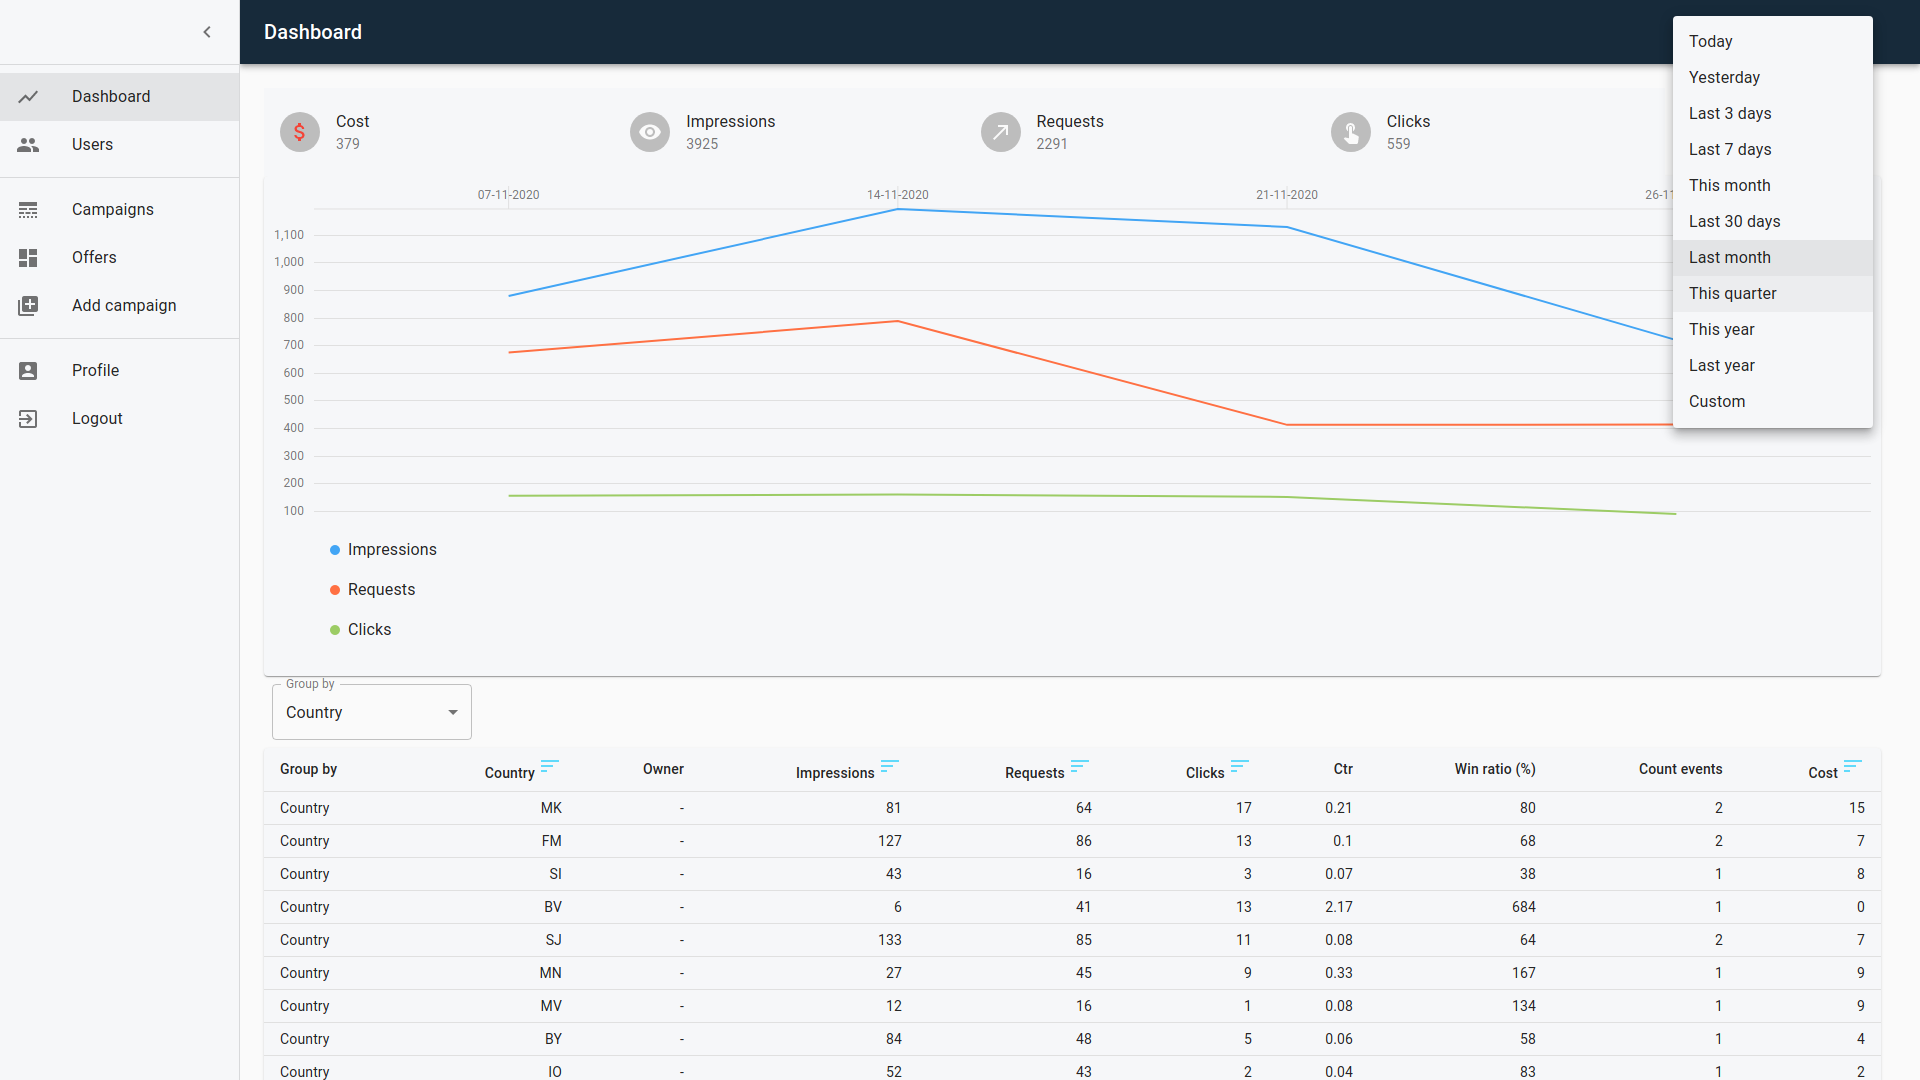 Dashboard
Today
Yesterday
Last 3 days
Last 7 days
This month
Last 30 days
Last month
This quarter
This year
Last year
Custom
Dashboard
Users
Campaigns
Offers
Add campaign
Profile
Logout
Cost
379
Impressions
3925
Requests
2291
Clicks
559
07-11-2020 14-11-2020 21-11-2020 26-11
1,100
1,000
900
800
700
600
500
400
300
200
100
Impressions
Requests
Clicks
Group by
Country
Group by Country Owner Impressions Requests Clicks Ctr Win ratio (%) Count events Cost
Country MK - 81 64 17 0.21 80 2 15
Country FM - 127 86 13 0.1 68 2 7
Country SI - 43 16 3 0.07 38 1 8
Country BV - 6 41 13 2.17 684 1 0
Country SJ - 133 85 11 0.08 64 2 7
Country MN - 27 45 9 0.33 167 1 9
Country MV - 12 16 1 0.08 134 1 9
Country BY - 84 48 5 0.06 58 1 4
Country IO - 52 43 2 0.04 83 1 2